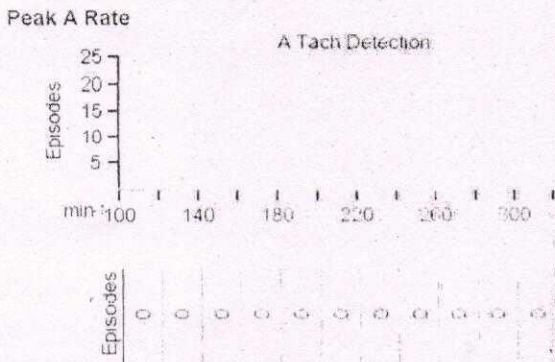 Peak A Rate
A Tach Detection
Episodes
25
20
15
10
5
min⁻¹
100 140 180 220 260 300
Episodes
0 0 0 0 0 0 0 0 0 0 0